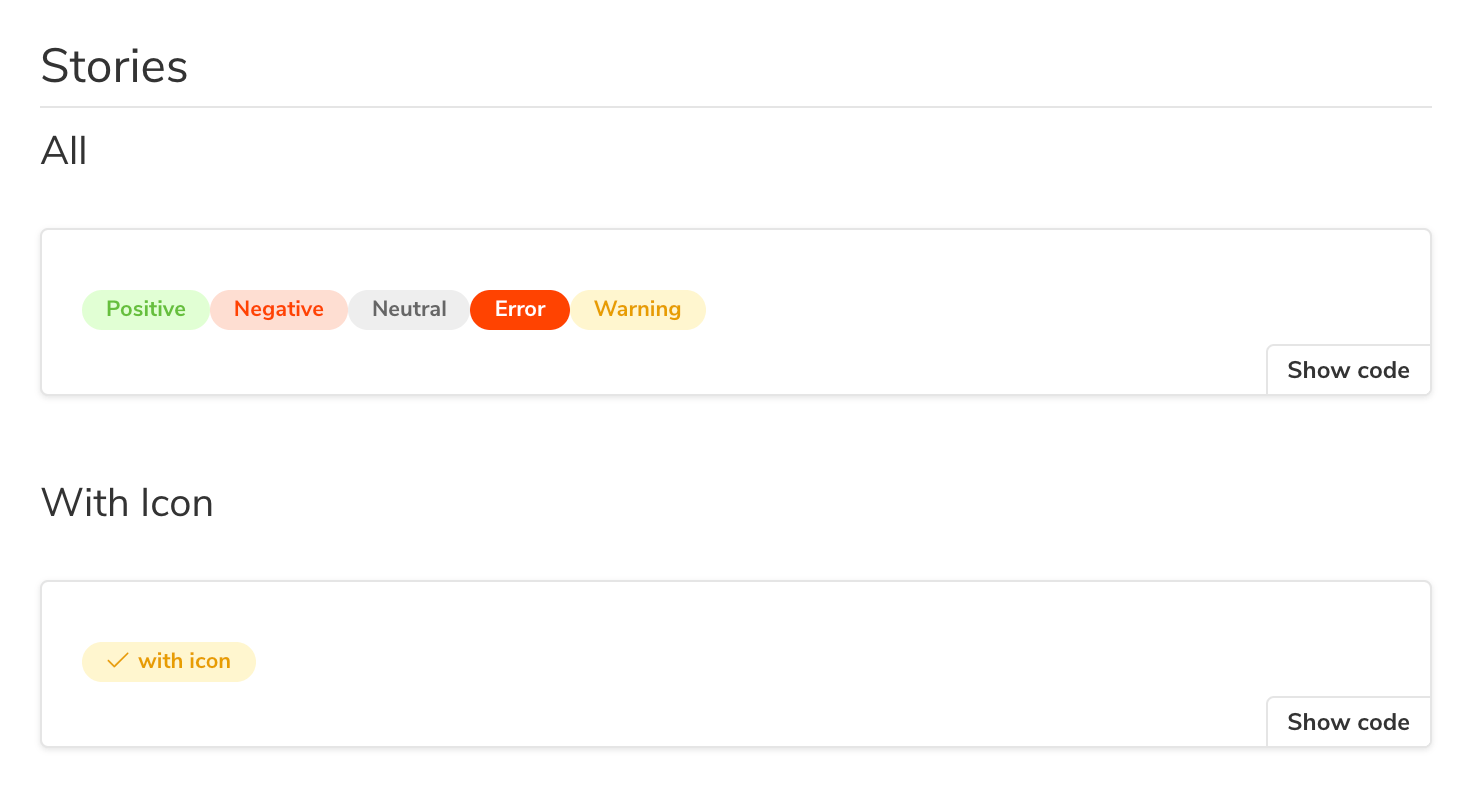 Stories
All
Positive Negative Neutral Error Warning
Show code
With Icon
with icon
Show code